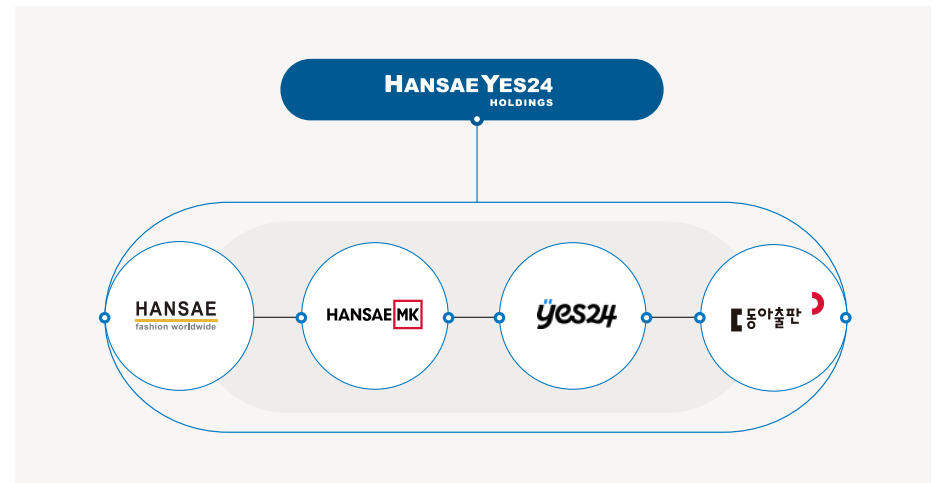 HANSAE YES24
HOLDINGS
HANSAE
fashion worldwide
HANSAE MK
yes24
동아출판